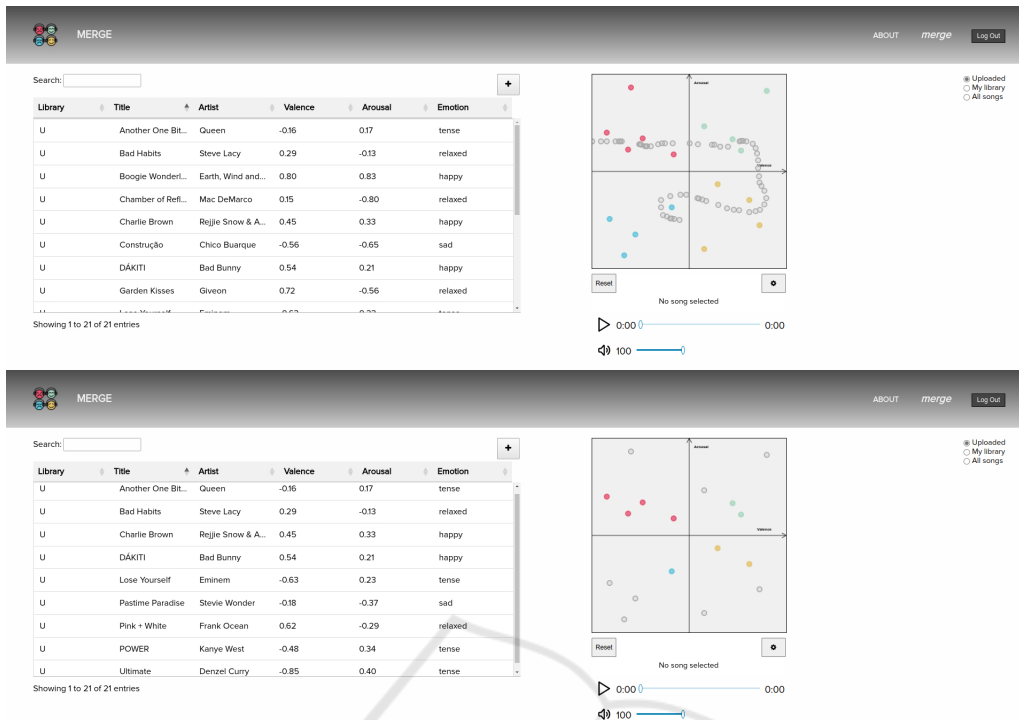 MERGE ABOUT merge Log Out
Search: +
Library Title Artist Valence Arousal Emotion
U Another One Bit... Queen -0.16 0.17 tense
U Bad Habits Steve Lacy 0.29 -0.13 relaxed
U Boogie Wonderl... Earth, Wind and... 0.80 0.83 happy
U Chamber of Refl... Mac DeMarco 0.15 -0.80 relaxed
U Charlie Brown Rejjie Snow & A... 0.45 0.33 happy
U Construção Chico Buarque -0.56 -0.65 sad
U DÁKITI Bad Bunny 0.54 0.21 happy
U Garden Kisses Giveon 0.72 -0.56 relaxed
Showing 1 to 21 of 21 entries
Arousal
Valence
Reset
No song selected
0:00 0:00
100
Uploaded
My library
All songs
MERGE ABOUT merge Log Out
Search: +
Library Title Artist Valence Arousal Emotion
U Another One Bit... Queen -0.16 0.17 tense
U Bad Habits Steve Lacy 0.29 -0.13 relaxed
U Charlie Brown Rejjie Snow & A... 0.45 0.33 happy
U DÁKITI Bad Bunny 0.54 0.21 happy
U Lose Yourself Eminem -0.63 0.23 tense
U Pastime Paradise Stevie Wonder -0.18 -0.37 sad
U Pink + White Frank Ocean 0.62 -0.29 relaxed
U POWER Kanye West -0.48 0.34 tense
U Ultimate Denzel Curry -0.85 0.40 tense
Showing 1 to 21 of 21 entries
Arousal
Valence
Reset
No song selected
0:00 0:00
100
Uploaded
My library
All songs